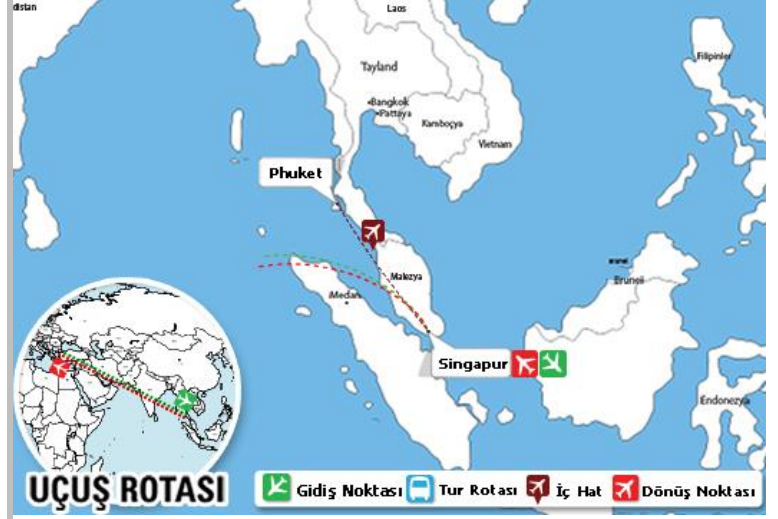 distan
Laos
Tayland
Filipinler
Bangkok
Pattaya
Kamboçya
Vietnam
Phuket
Malezya
brunei
Bruneii
Medan
Singapur
Endonezya
UÇUŞ ROTASI
Gidiş Noktası Tur Rotası İç Hat Dönüş Noktası